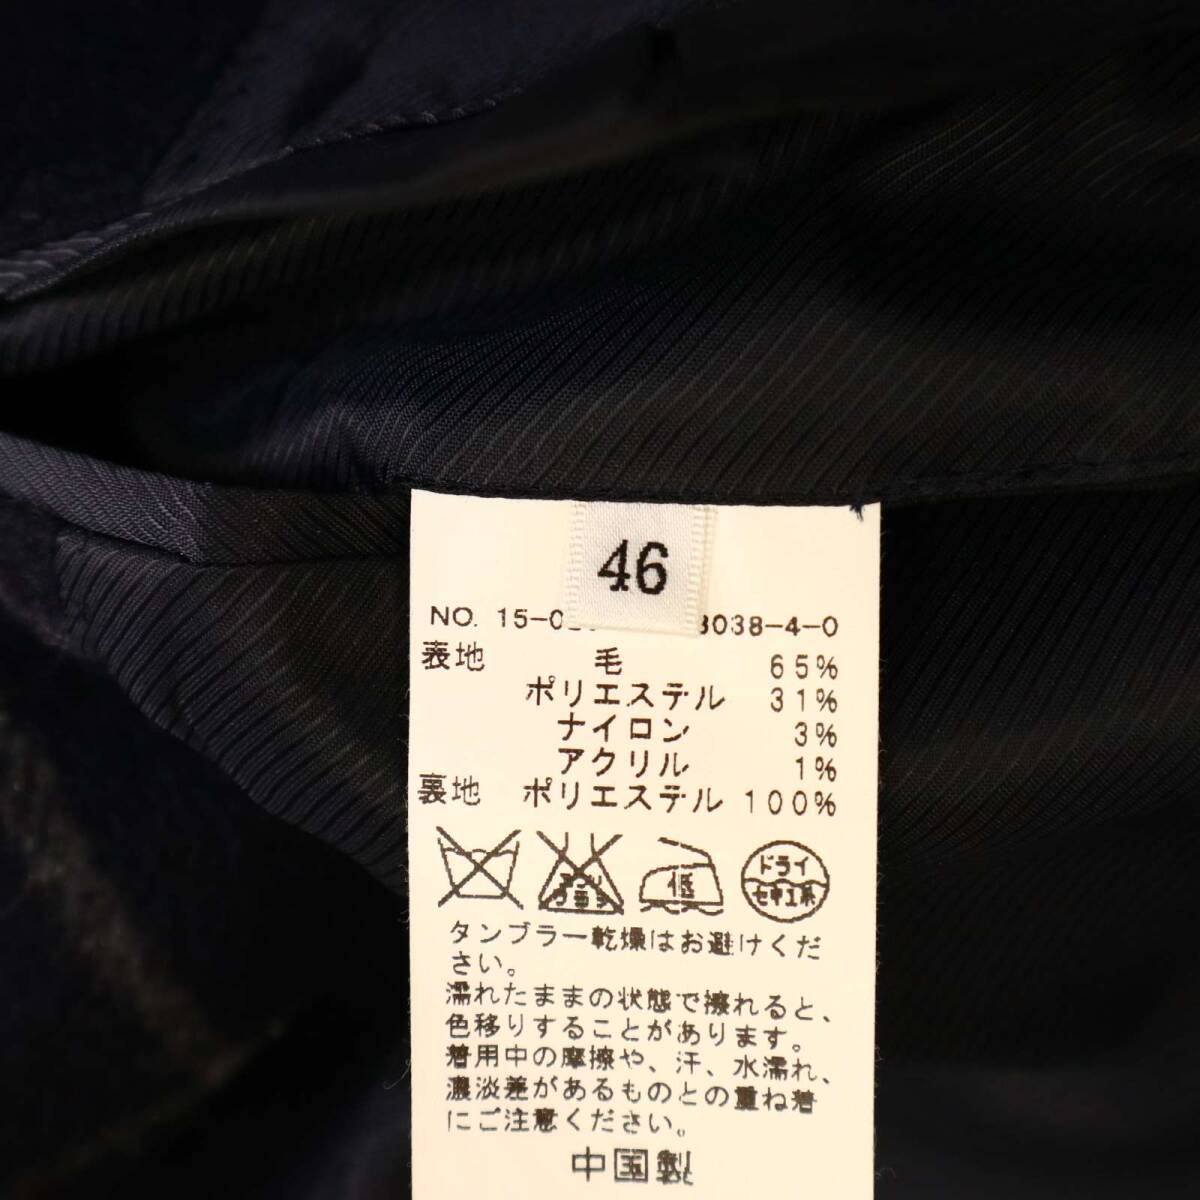 46
NO. 15-0 3038-4-0
表地 毛 65%
ポリエステル 31%
ナイロン 3%
アクリル 1%
裏地 ポリエステル 100%
低
ドライ
セキユ系
タンブラー乾燥はお避けくだ
さい。
濡れたままの状態で擦れると、
色移りすることがあります。
着用中の摩擦や、汗、水濡れ、
濃淡差があるものとの重ね着
にご注意ください。
中国製